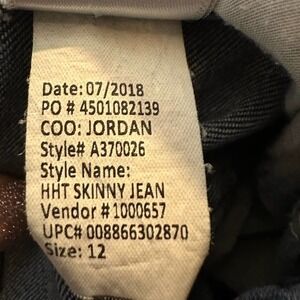 Date: 07/2018
PO # 4501082139
COO: JORDAN
Style# A370026
Style Name:
HHT SKINNY JEAN
Vendor #1000657
UPC# 008866302870
Size: 12